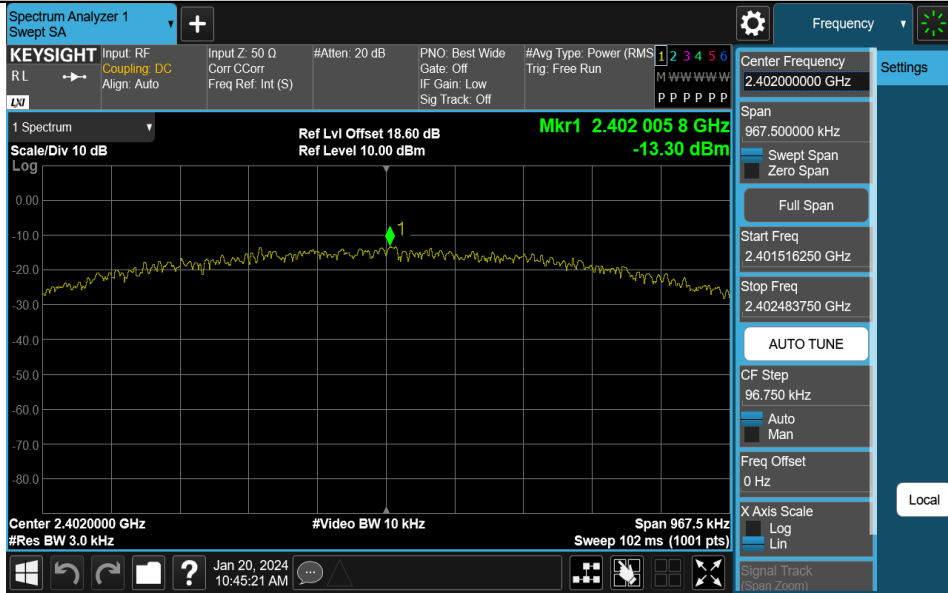 Spectrum Analyzer 1
Swept SA
Frequency
KEYSIGHT
R L
LXI
Input: RF
Coupling: DC
Align: Auto
Input Z: 50 Ω
Corr CCorr
Freq Ref: Int (S)
#Atten: 20 dB
PNO: Best Wide
Gate: Off
IF Gain: Low
Sig Track: Off
#Avg Type: Power (RMS
Trig: Free Run
1 2 3 4 5 6
M W W W W W
P P P P P P
1 Spectrum
Scale/Div 10 dB
Log
Ref Lvl Offset 18.60 dB
Ref Level 10.00 dBm
Mkr1 2.402 005 8 GHz
-13.30 dBm
0.00
-10.0
-20.0
-30.0
-40.0
-50.0
-60.0
-70.0
-80.0
1
Center 2.4020000 GHz
#Res BW 3.0 kHz
#Video BW 10 kHz
Span 967.5 kHz
Sweep 102 ms (1001 pts)
Jan 20, 2024
10:45:21 AM
Center Frequency
2.402000000 GHz
Span
967.500000 kHz
Swept Span
Zero Span
Full Span
Start Freq
2.401516250 GHz
Stop Freq
2.402483750 GHz
AUTO TUNE
CF Step
96.750 kHz
Auto
Man
Freq Offset
0 Hz
X Axis Scale
Log
Lin
Signal Track
(Span Zoom)
Settings
Local